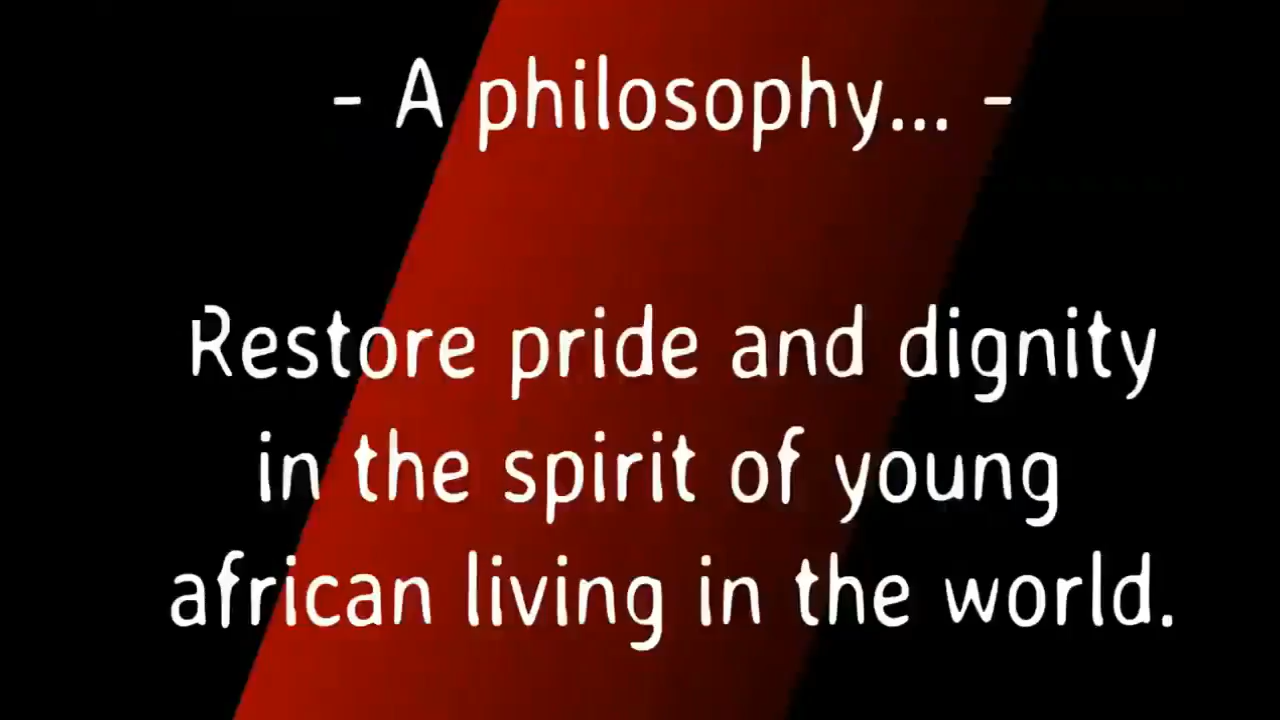 - A philosophy... -
Restore pride and dignity
in the spirit of young
african living in the world.